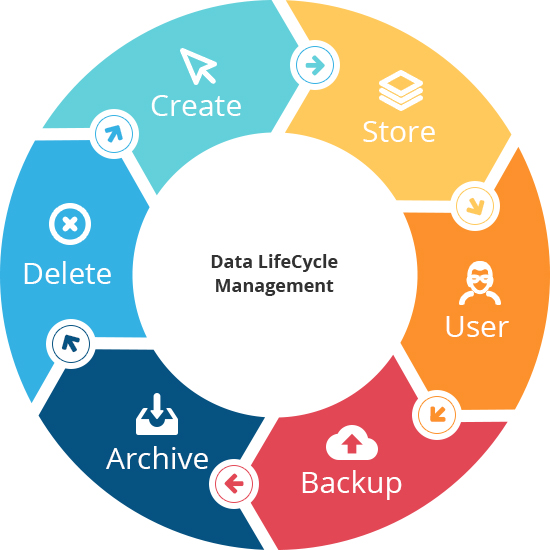 Create
Store
User
Backup
Archive
Delete
Data LifeCycle
Management